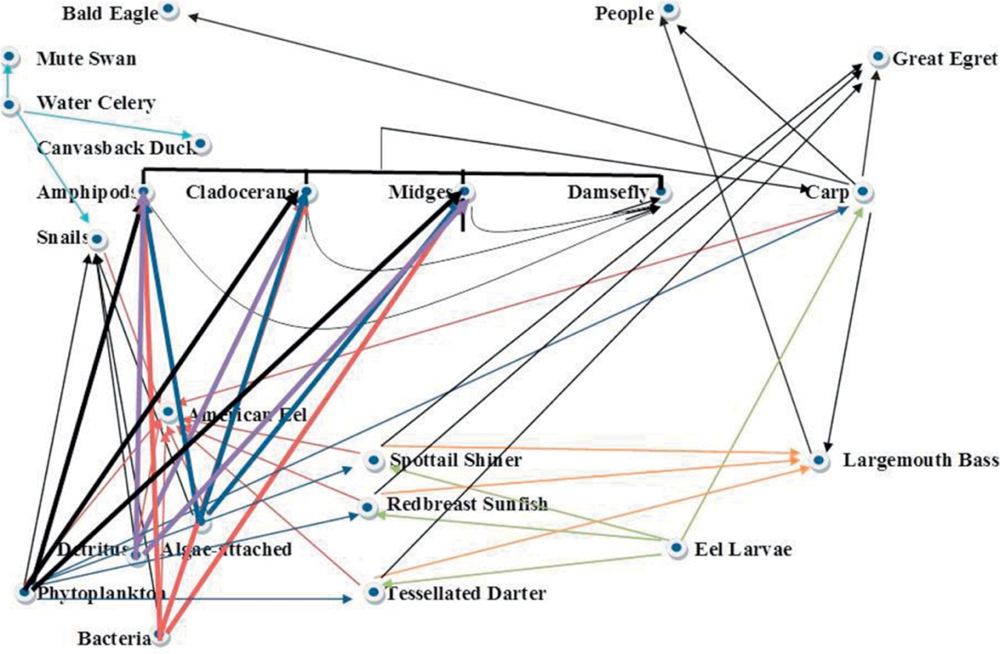 Bald Eagle
People
Mute Swan
Great Egret
Water Celery
Canvasback Duck
Amphipods
Cladocerans
Midges
Damsefly
Carp
Snails
American Eel
Spottail Shiner
Largemouth Bass
Redbreast Sunfish
Detritus
Algae-attached
Eel Larvae
Phytoplankton
Tessellated Darter
Bacteria